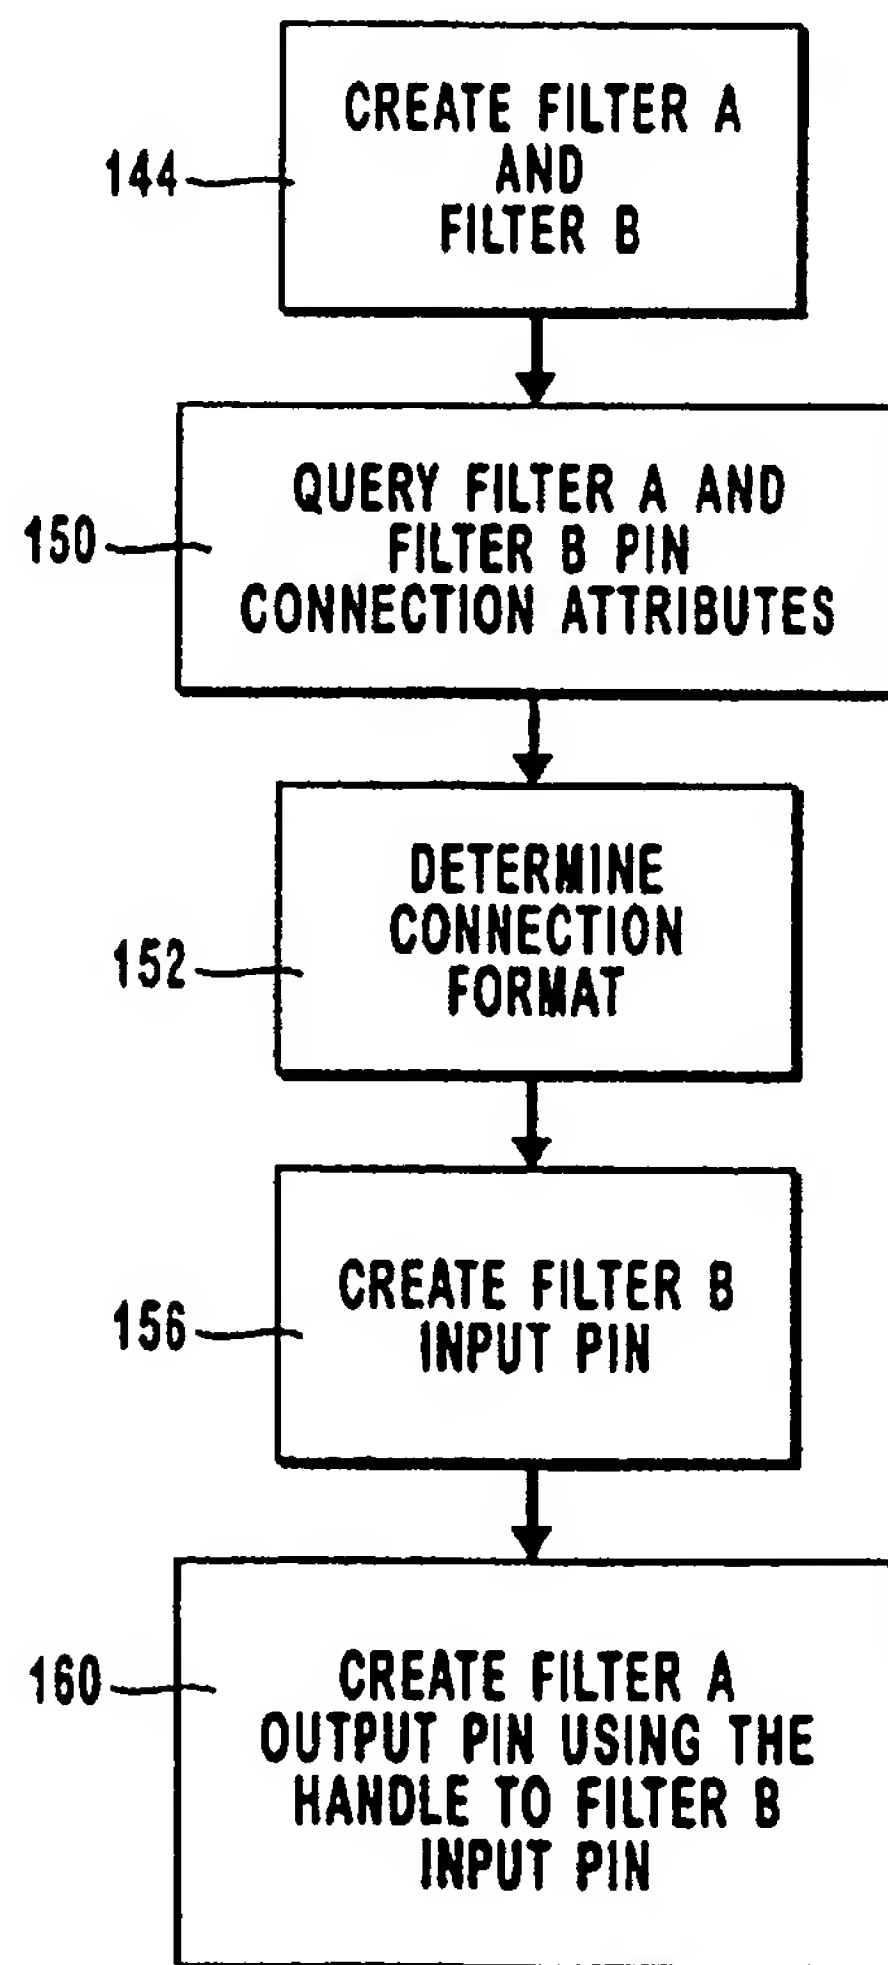 CREATE FILTER A
AND
FILTER B
144
QUERY FILTER A AND
FILTER B PIN
CONNECTION ATTRIBUTES
150
DETERMINE
CONNECTION
FORMAT
152
CREATE FILTER B
INPUT PIN
156
CREATE FILTER A
OUTPUT PIN USING THE
HANDLE TO FILTER B
INPUT PIN
160